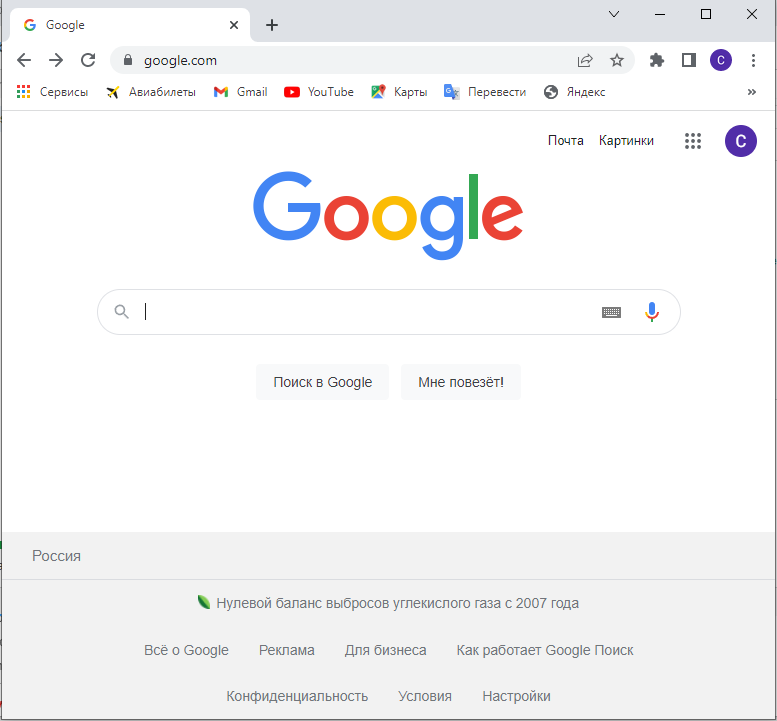 Google
google.com
Сервисы Авиабилеты Gmail YouTube Карты Перевести Яндекс »
Почта Картинки C
Google
Поиск в Google Мне повезёт!
Россия
Нулевой баланс выбросов углекислого газа с 2007 года
Всё о Google Реклама Для бизнеса Как работает Google Поиск
Конфиденциальность Условия Настройки